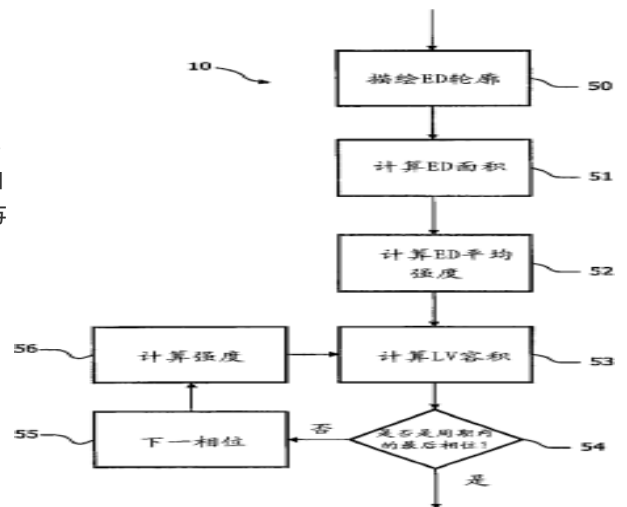 10
描绘ED轮廓
50
计算ED面积
51
计算ED平均
强度
52
56
计算强度
计算LV容积
53
55
下一相位
否
是否是周期内
的最后相位?
54
是